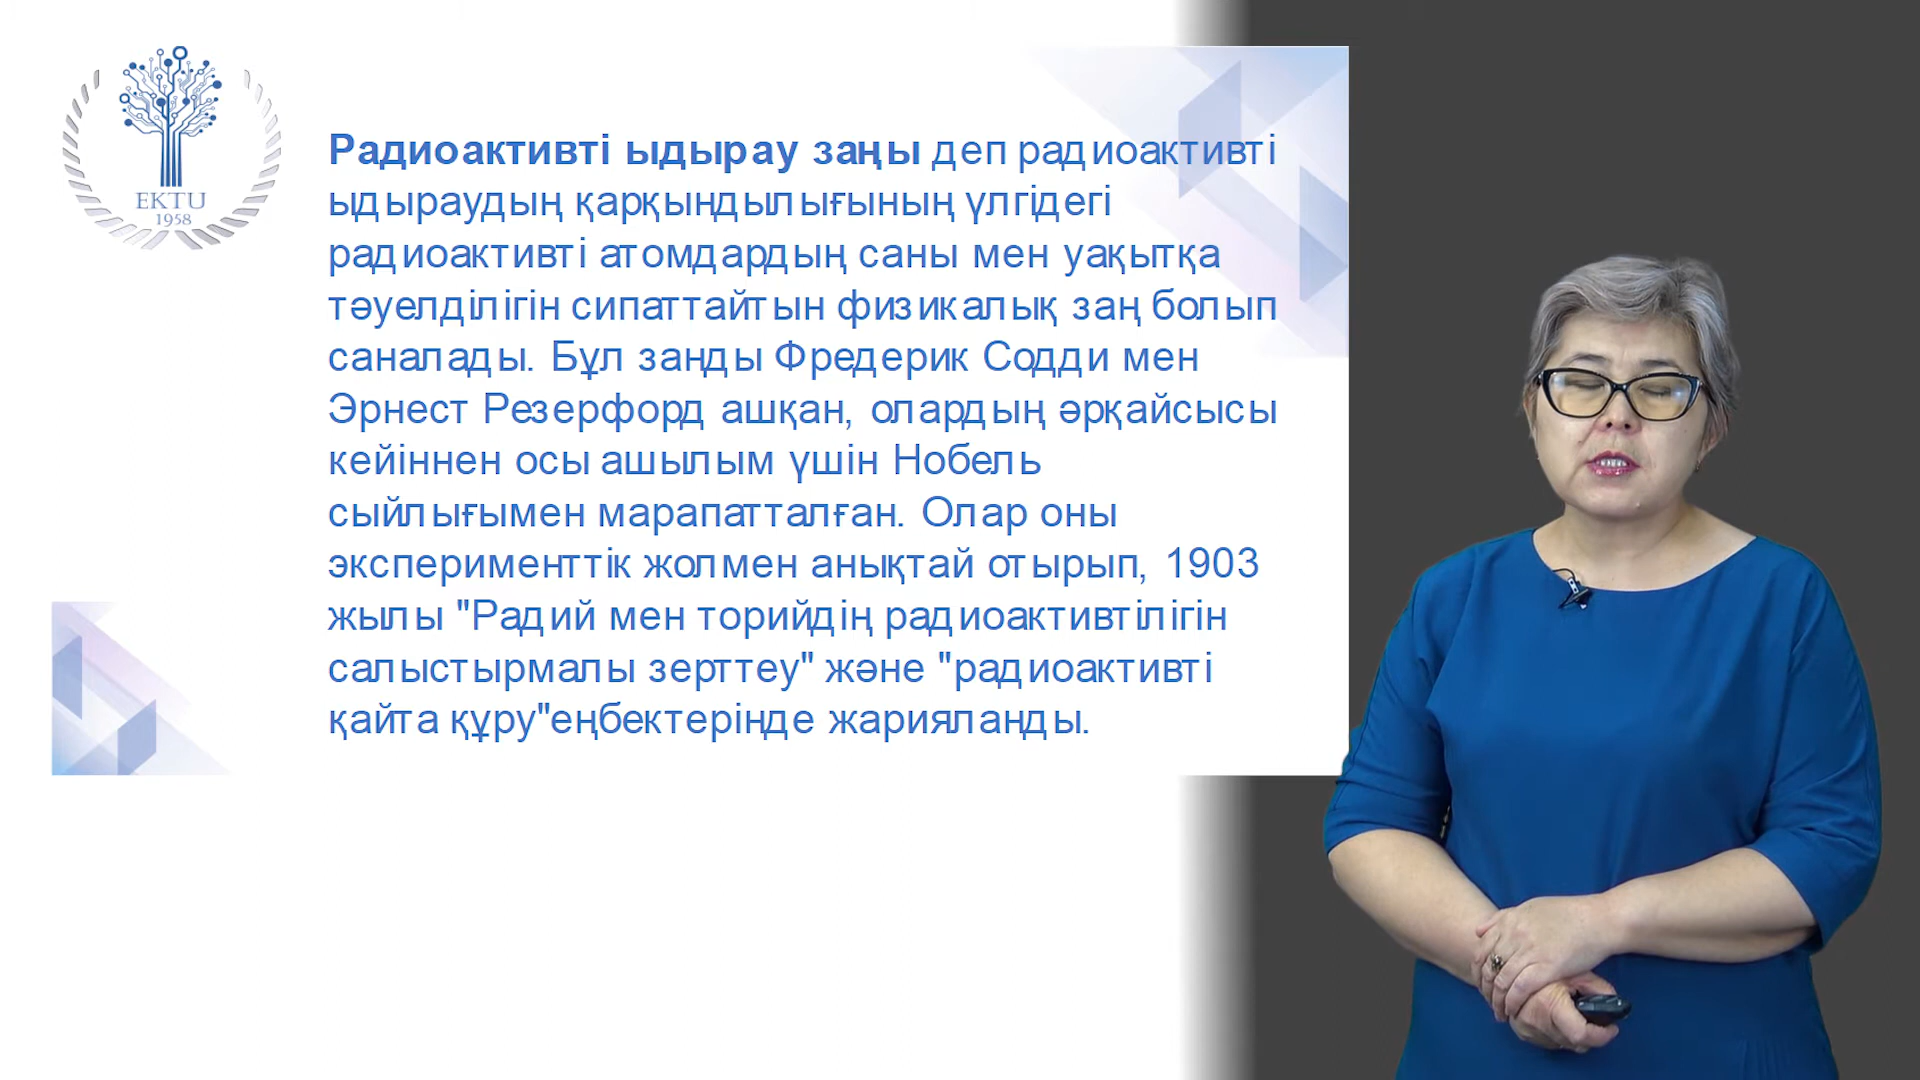 EKTU
1958
Радиоактивті ыдырау заңы деп радиоактивті
ыдыраудың қарқындылығының үлгідегі
радиоактивті атомдардың саны мен уақытқа
тәуелділігін сипаттайтын физикалық заң болып
саналады. Бұл занды Фредерик Содди мен
Эрнест Резерфорд ашқан, олардың әрқайсысы
кейіннен осы ашылым үшін Нобель
сыйлығымен марапатталған. Олар оны
эксперименттік жолмен анықтай отырып, 1903
жылы "Радий мен торийдің радиоактивтілігін
салыстырмалы зерттеу" және "радиоактивті
қайта құру"еңбектерінде жарияланды.